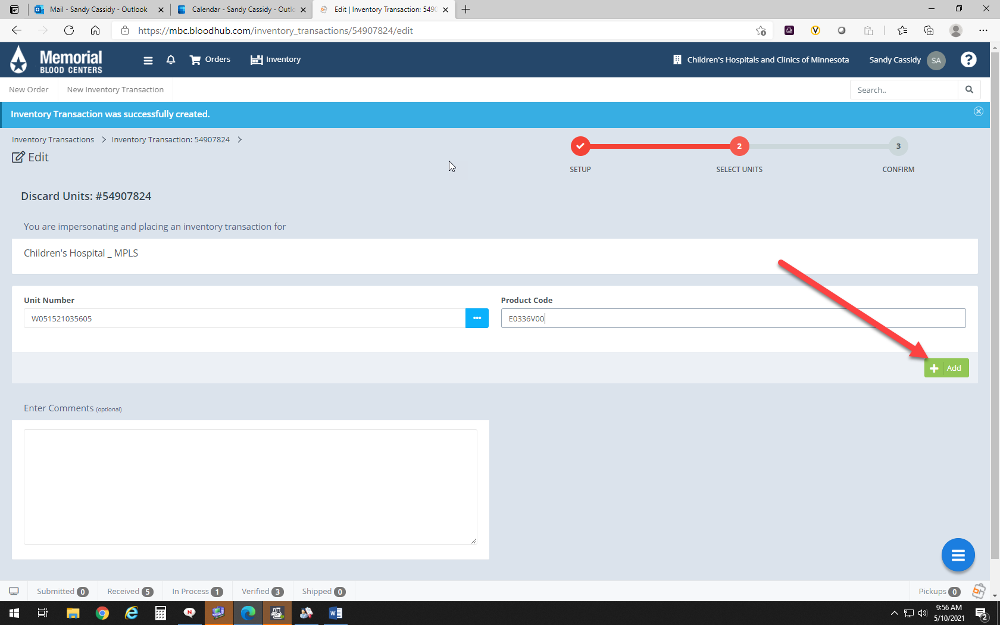 Mail - Sandy Cassidy - Outlook
Calendar - Sandy Cassidy - Outlo
Edit | Inventory Transaction: 5490
https://mbc.bloodhub.com/inventory_transactions/54907824/edit
Memorial
BLOOD CENTERS
Orders
Inventory
Children's Hospitals and Clinics of Minnesota
Sandy Cassidy
SA
?
New Order
New Inventory Transaction
Search..
Inventory Transaction was successfully created.
Inventory Transactions > Inventory Transaction: 54907824 >
Edit
2
3
SETUP
SELECT UNITS
CONFIRM
Discard Units: #54907824
You are impersonating and placing an inventory transaction for
Children's Hospital _ MPLS
Unit Number
Product Code
W051521035605
•••
E0336V00
Add
Enter Comments (optional)
Submitted 0
Received 5
In Process 1
Verified 3
Shipped 0
Pickups 0
9:56 AM
5/10/2021
2